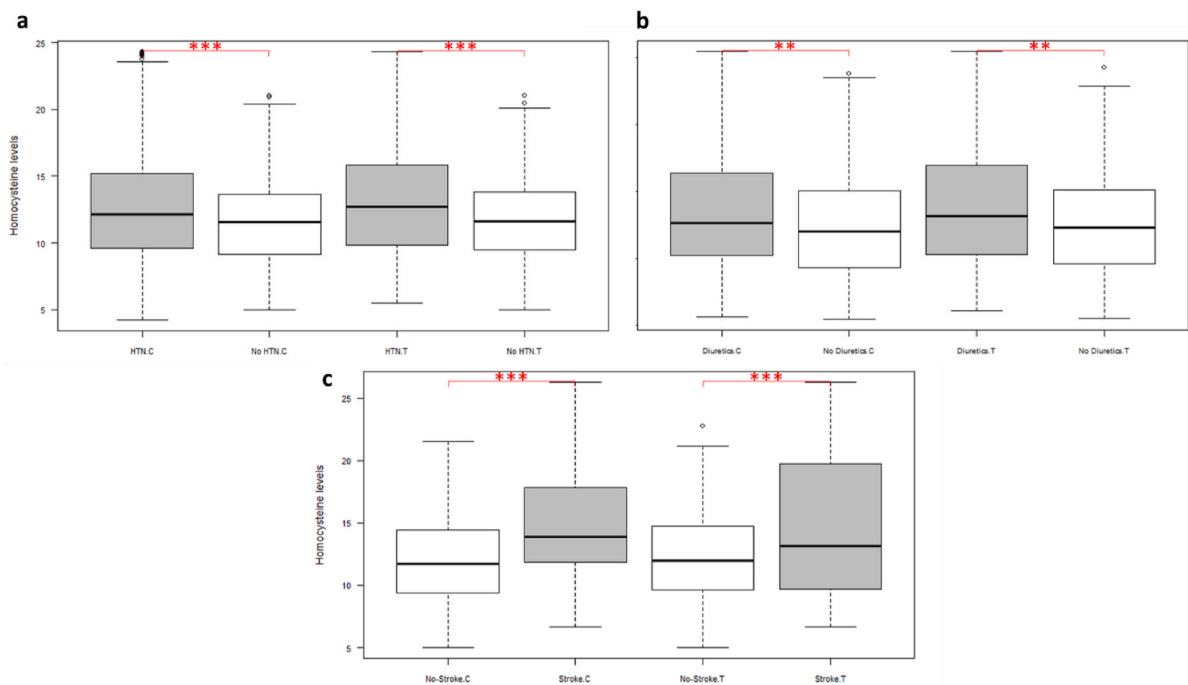 a
25
20
15
10
5
Homocysteine levels
*** ***
HTN.C No HTN.C HTN.T No HTN.T
b
** **
Diuretics.C No Diuretics.C Diuretics.T No Diuretics.T
c
25
20
15
10
5
Homocysteine levels
*** ***
No-Stroke.C Stroke.C No-Stroke.T Stroke.T